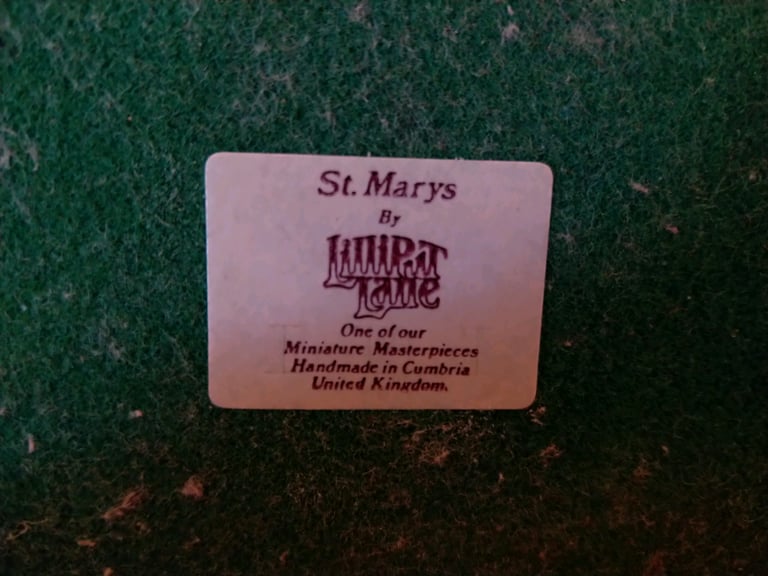 St. Marys
By
Lilliput
Lane
One of our
Miniature Masterpieces
Handmade in Cumbria
United Kingdom.